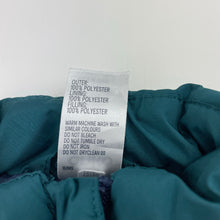 OUTER:
100% POLYESTER
LINING:
100% POLYESTER
FILLING:
100% POLYESTER
WARM MACHINE WASH WITH
SIMILAR COLOURS
DO NOT BLEACH
DO NOT TUMBLE DRY
DO NOT IRON
DO NOT DRYCLEAN